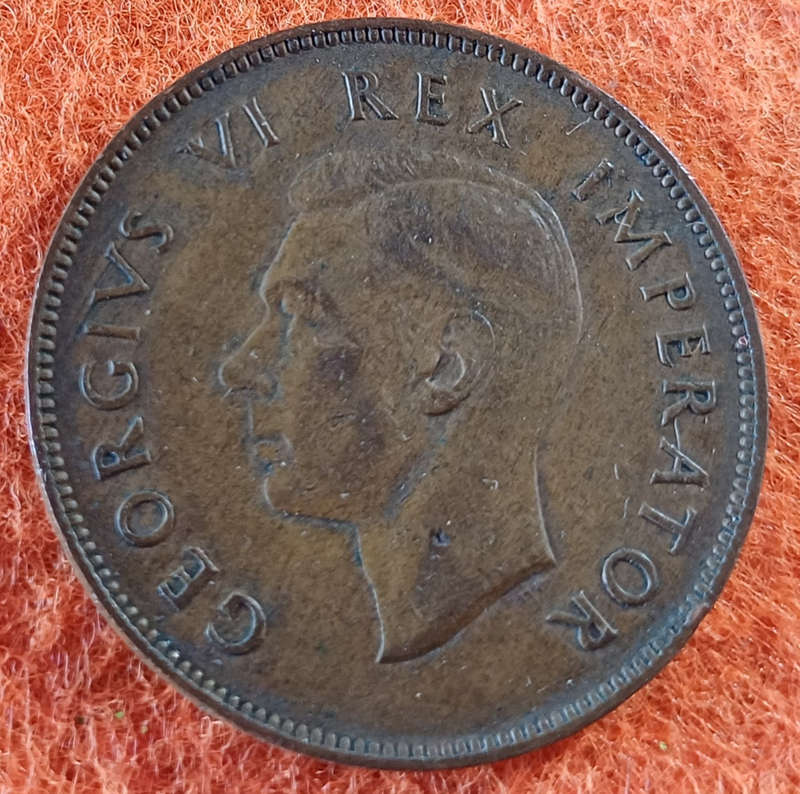 GEORGIVS VI REX IMPERATOR